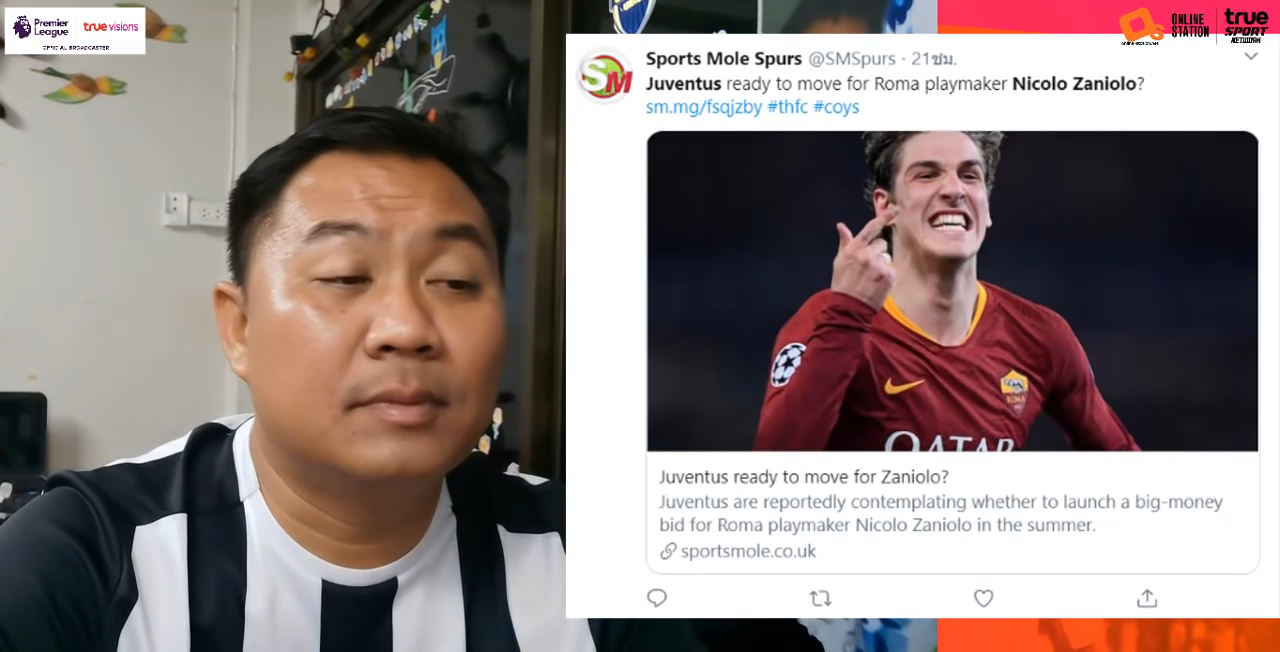 Premier
League
true visions
OFFICIAL BROADCASTER
ONLINE
STATION
true
SPORT
NETWORK
SM
Sports Mole Spurs @SMSpurs · 21ชม.
Juventus ready to move for Roma playmaker Nicolo Zaniolo?
sm.mg/fsqjzby #thfc #coys
ROMA
QATAR
Juventus ready to move for Zaniolo?
Juventus are reportedly contemplating whether to launch a big-money
bid for Roma playmaker Nicolo Zaniolo in the summer.
sportsmole.co.uk